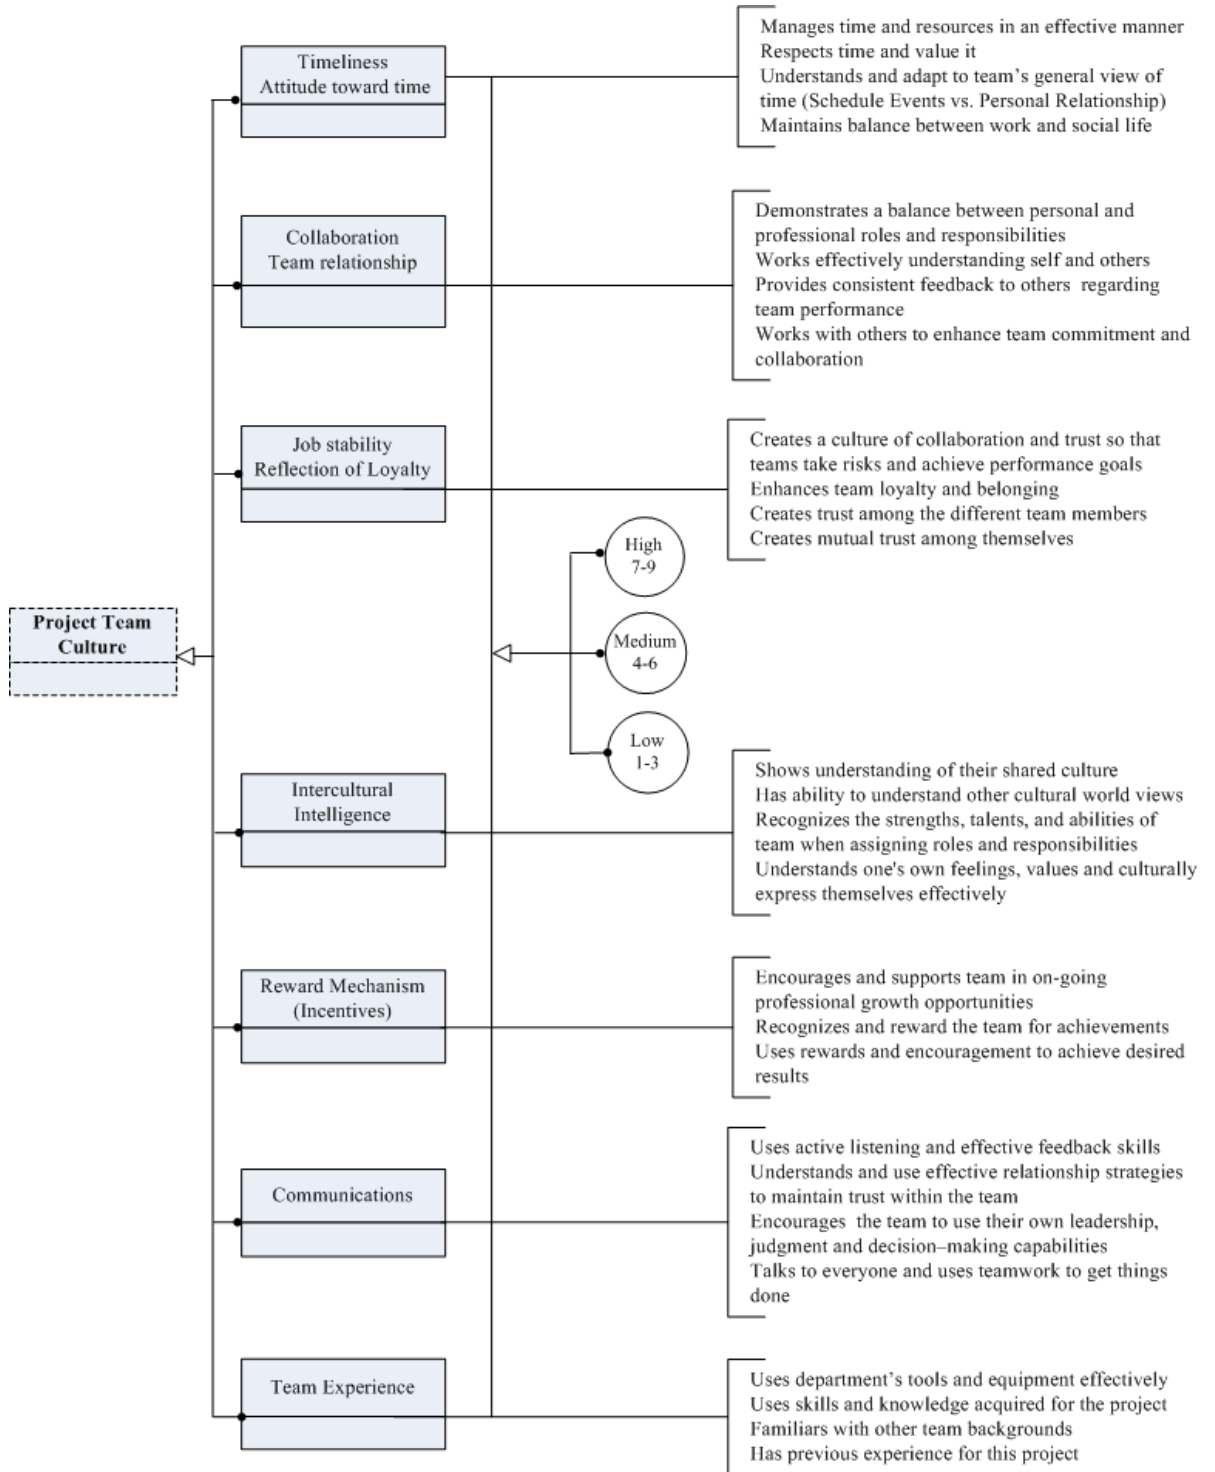 Timeliness
Attitude toward time
Manages time and resources in an effective manner
Respects time and value it
Understands and adapt to team's general view of
time (Schedule Events vs. Personal Relationship)
Maintains balance between work and social life
Collaboration
Team relationship
Demonstrates a balance between personal and
professional roles and responsibilities
Works effectively understanding self and others
Provides consistent feedback to others  regarding
team performance
Works with others to enhance team commitment and
collaboration
Job stability
Reflection of Loyalty
Creates a culture of collaboration and trust so that
teams take risks and achieve performance goals
Enhances team loyalty and belonging
Creates trust among the different team members
Creates mutual trust among themselves
High
7-9
Medium
4-6
Low
1-3
Project Team
Culture
Intercultural
Intelligence
Shows understanding of their shared culture
Has ability to understand other cultural world views
Recognizes the strengths, talents, and abilities of
team when assigning roles and responsibilities
Understands one's own feelings, values and culturally
express themselves effectively
Reward Mechanism
(Incentives)
Encourages and supports team in on-going
professional growth opportunities
Recognizes and reward the team for achievements
Uses rewards and encouragement to achieve desired
results
Communications
Uses active listening and effective feedback skills
Understands and use effective relationship strategies
to maintain trust within the team
Encourages  the team to use their own leadership,
judgment and decision–making capabilities
Talks to everyone and uses teamwork to get things
done
Team Experience
Uses department's tools and equipment effectively
Uses skills and knowledge acquired for the project
Familiars with other team backgrounds
Has previous experience for this project